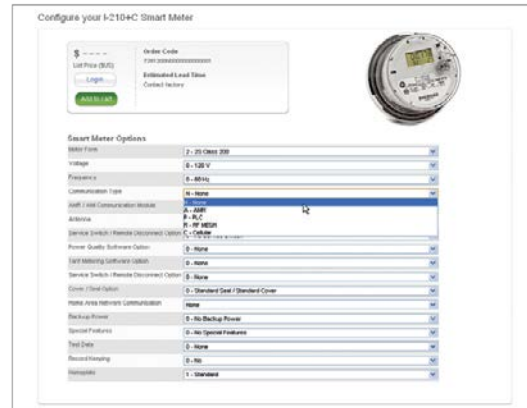 Configure your I-210+C Smart Meter
$ ----
List Price ($US)
Login
Add to Cart
Order Code
Estimated Lead Time
Contact factory
Smart Meter Options
Meter Form
2 - 2S Class 200
Voltage
6 - 120 V
Frequency
6 - 60 Hz
Communication Type
N - None
N - None
A - AMR
P - PLC
R - RF MESH
C - Cellular
AMR / AMI Communication Module
Antenna
Service Switch / Remote Disconnect Option
Power Quality Software Option
0 - None
Tariff Metering Software Option
0 - None
Service Switch / Remote Disconnect Option
0 - None
Cover / Seal Option
0 - Standard Seal / Standard Cover
Home Area Network Communication
None
Backup Power
0 - No Backup Power
Special Features
0 - No Special Features
Test Data
0 - None
Record Keeping
0 - No
Nameplate
1 - Standard